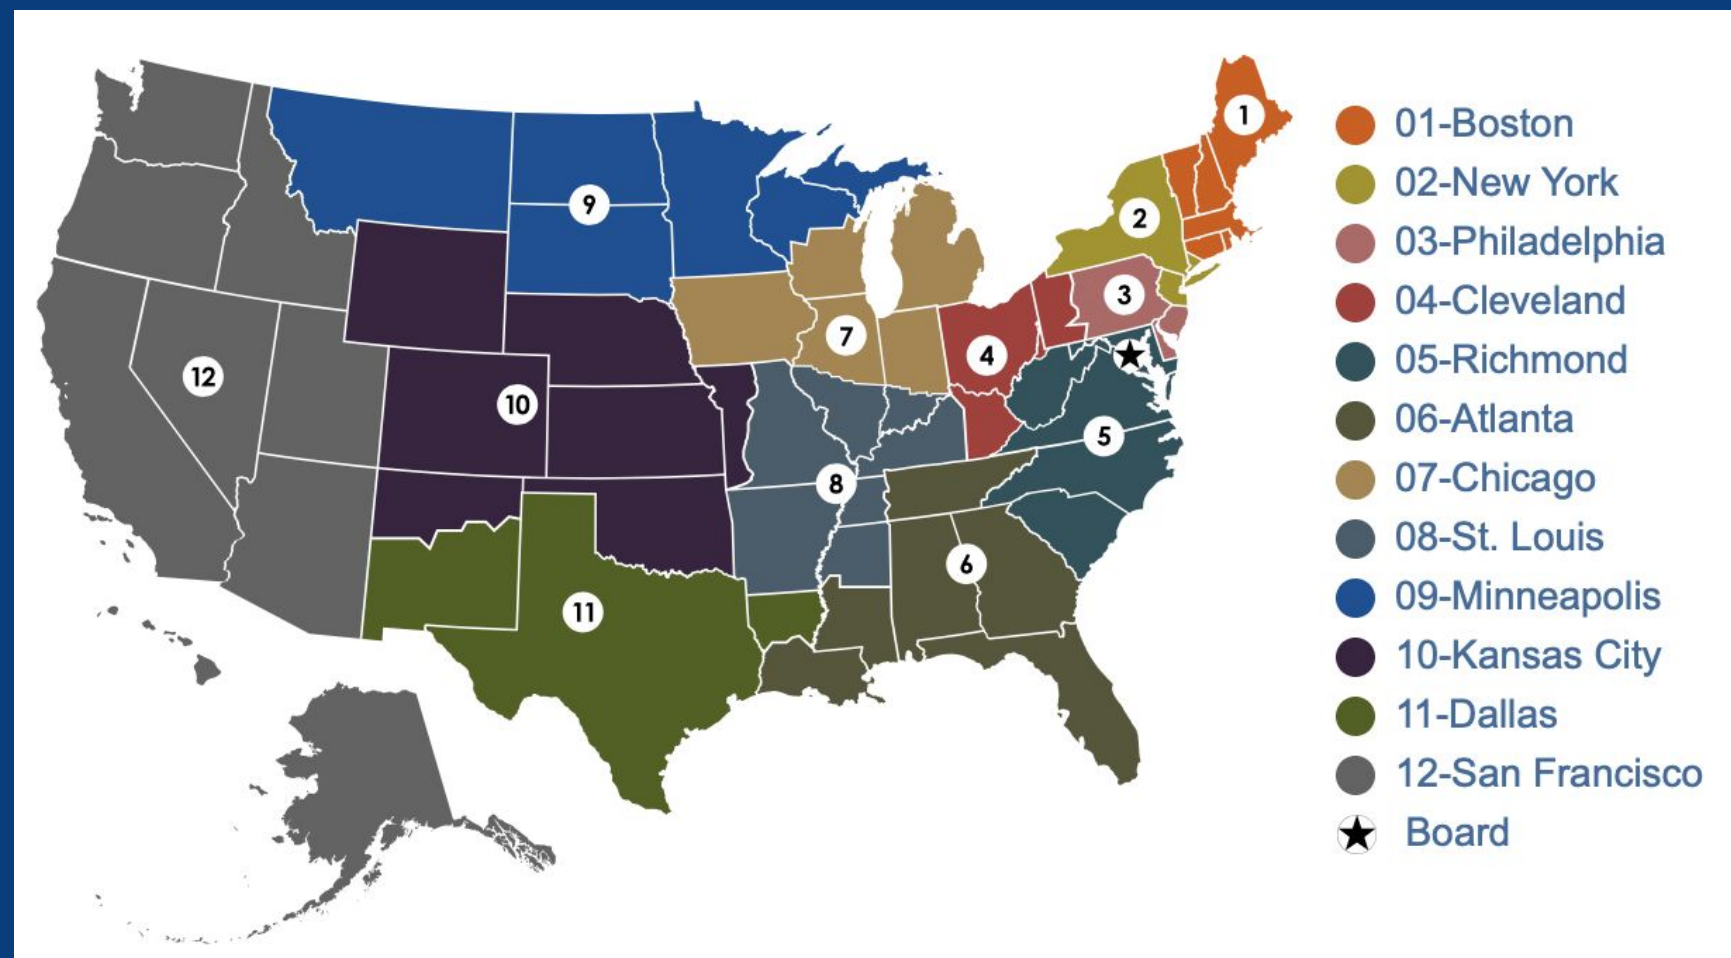 1
9
2
3
7
4
12
10
5
8
6
11
01-Boston
02-New York
03-Philadelphia
04-Cleveland
05-Richmond
06-Atlanta
07-Chicago
08-St. Louis
09-Minneapolis
10-Kansas City
11-Dallas
12-San Francisco
Board